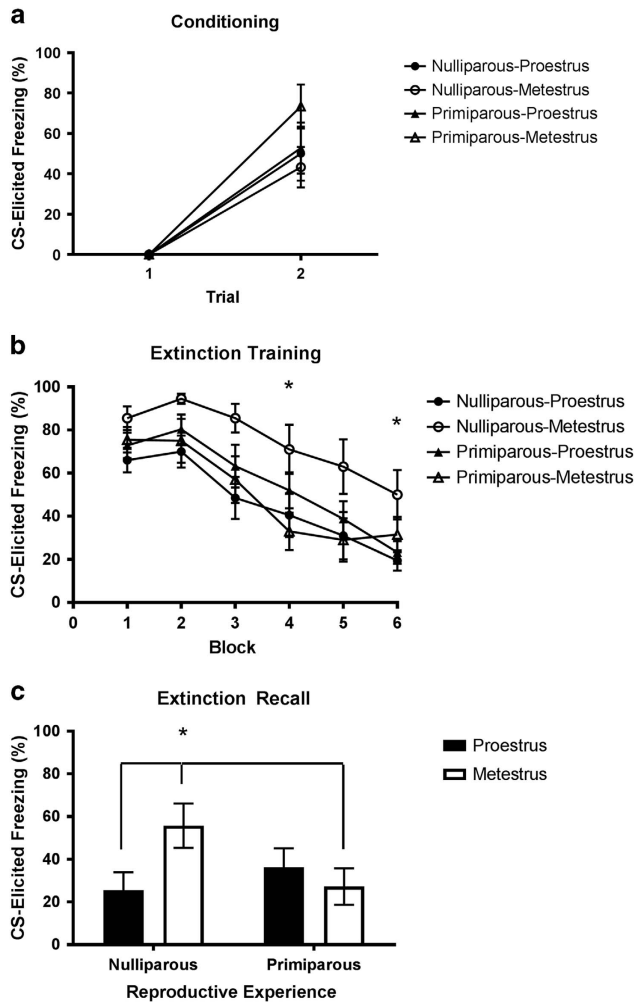 a
Conditioning
CS-Elicited Freezing (%)
100
80
60
40
20
0
1
2
Trial
Nulliparous-Proestrus
Nulliparous-Metestrus
Primiparous-Proestrus
Primiparous-Metestrus
b
Extinction Training
CS-Elicited Freezing (%)
100
80
60
40
20
0
*
*
0
1
2
3
4
5
6
Block
Nulliparous-Proestrus
Nulliparous-Metestrus
Primiparous-Proestrus
Primiparous-Metestrus
c
Extinction Recall
CS-Elicited Freezing (%)
100
80
60
40
20
0
*
Nulliparous
Primiparous
Reproductive Experience
Proestrus
Metestrus